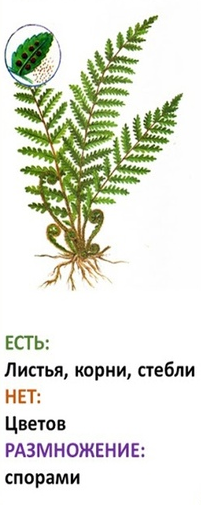 ЕСТЬ:
Листья, корни, стебли
НЕТ:
Цветов
РАЗМНОЖЕНИЕ:
спорами